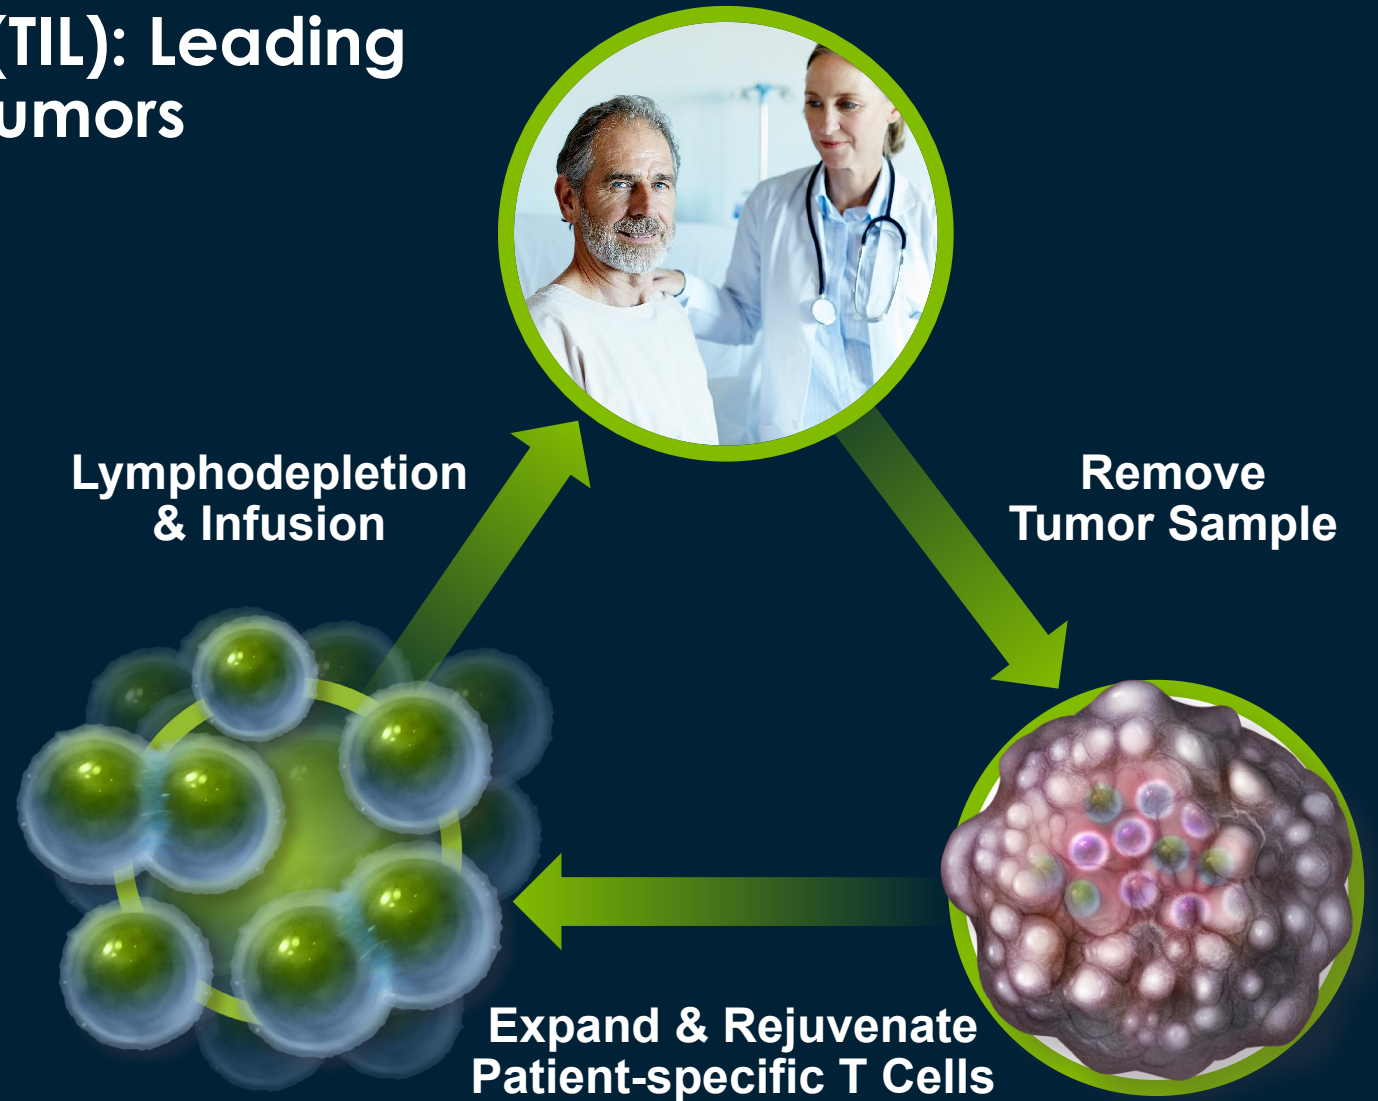 (TIL): Leading
umors
Lymphodepletion
& Infusion
Remove
Tumor Sample
Expand & Rejuvenate
Patient-specific T Cells